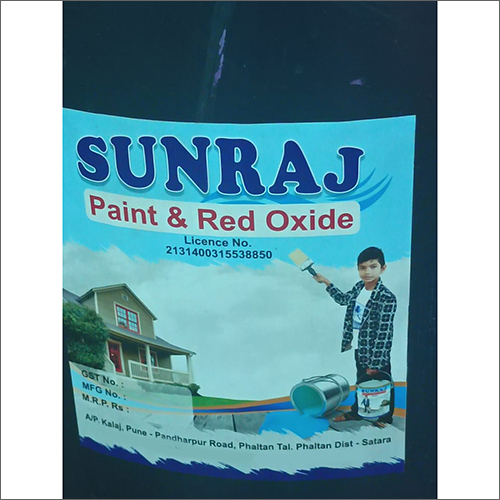 SUNRAJ
Paint & Red Oxide
Licence No.
2131400315538850
SUNRAJ
GST No. :
MFG No. :
M.R.P. Rs :
A/P. Kalaj, Pune - Pandharpur Road, Phaltan Tal. Phaltan Dist - Satara